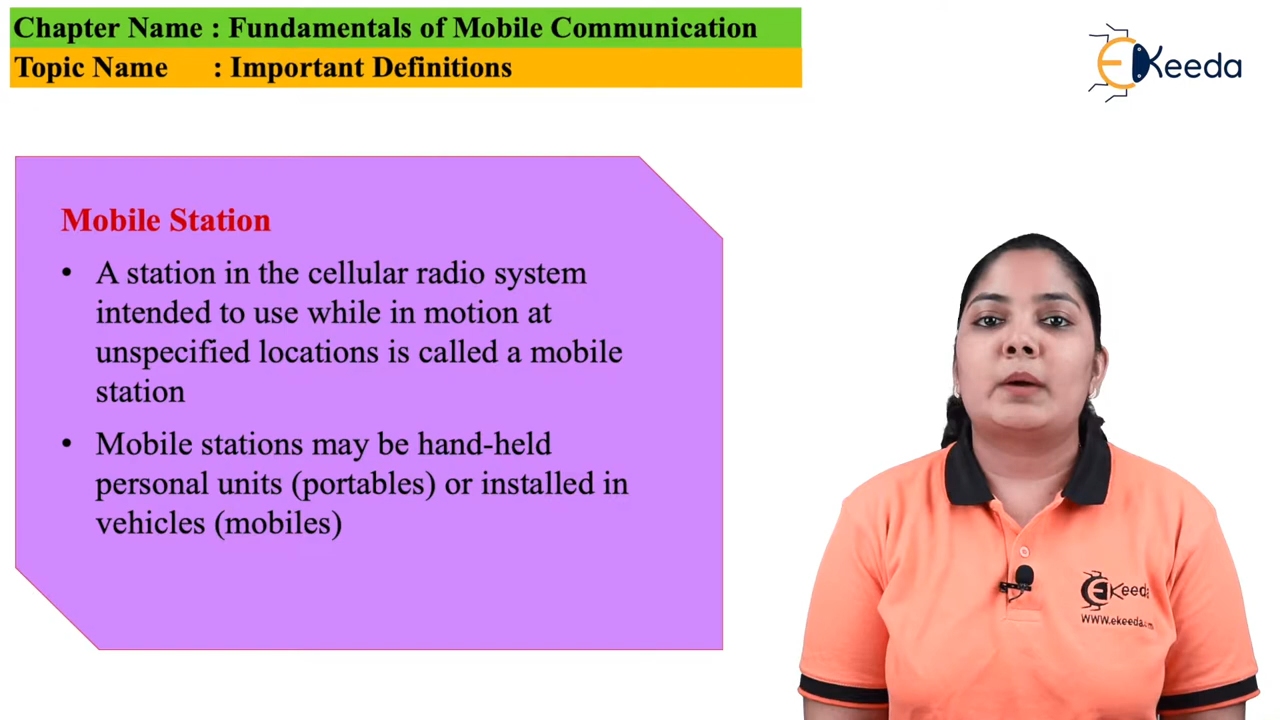 Chapter Name : Fundamentals of Mobile Communication
Topic Name : Important Definitions
EKeeda
Mobile Station
• A station in the cellular radio system
intended to use while in motion at
unspecified locations is called a mobile
station
• Mobile stations may be hand-held
personal units (portables) or installed in
vehicles (mobiles)
EKeeda
WWW.ekeeda.com